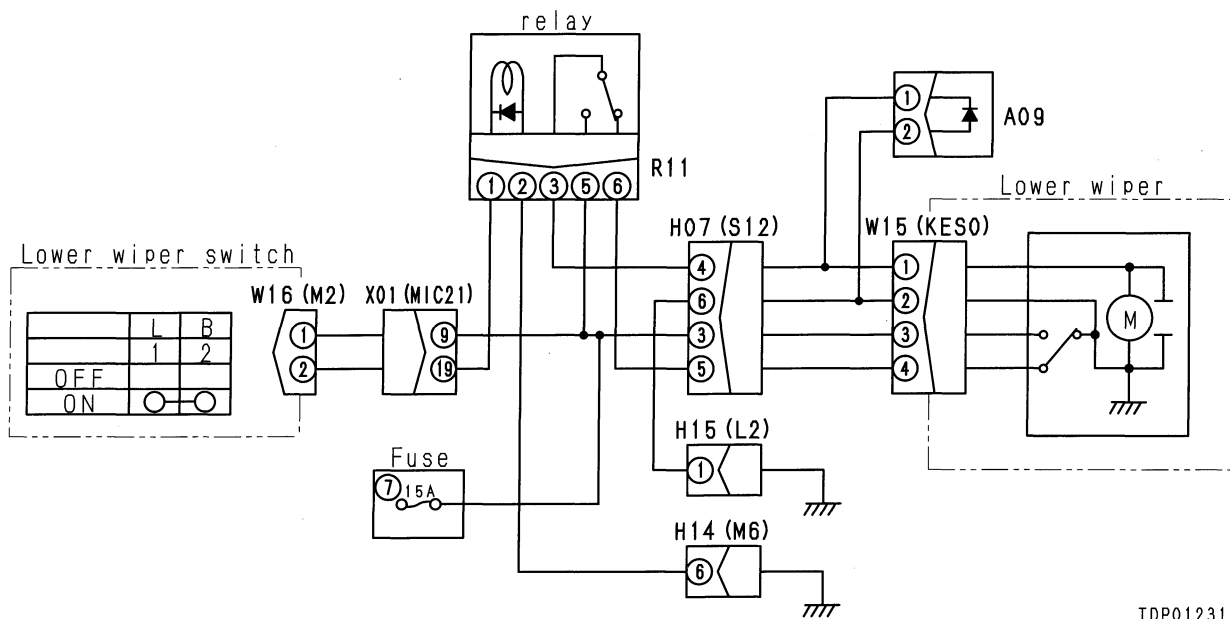 relay
R11
1 2 3 5 6
1
2
A09
Lower wiper
H07 (S12)
W15 (KES0)
4
6
3
5
1
2
3
4
M
Lower wiper switch
W16 (M2)
X01 (MIC21)
1
2
9
19
L B
1 2
OFF
ON
Fuse
7 15A
H15 (L2)
1
H14 (M6)
6
TDP01231